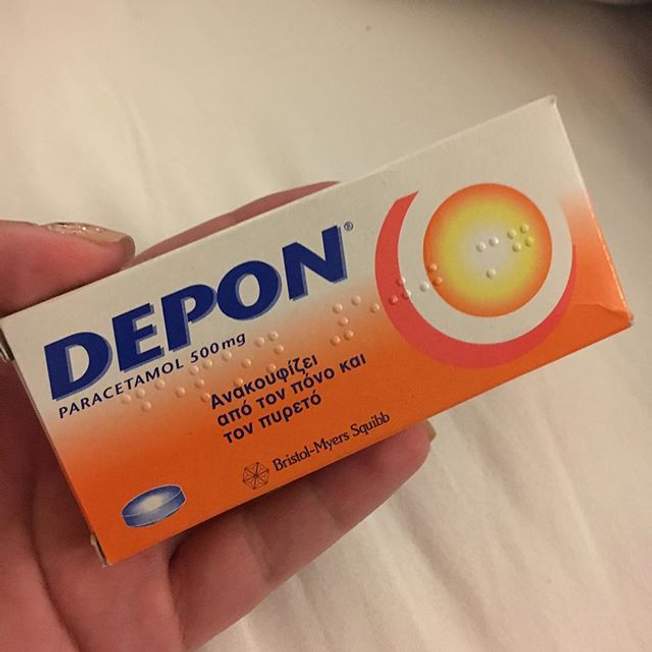 DEPON®
PARACETAMOL 500mg
Ανακουφίζει
από τον πόνο και
τον πυρετό
Bristol-Myers Squibb